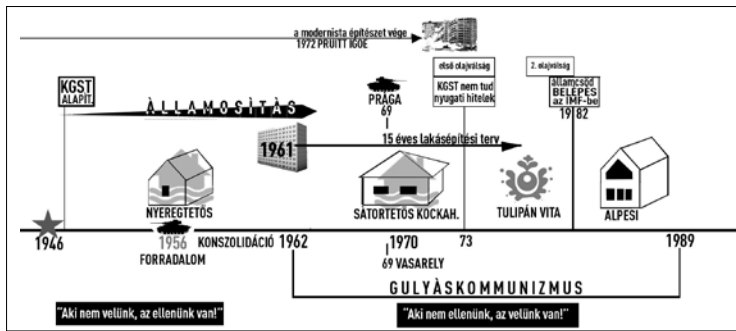 a modernista építészet vége
1972 PRUITT IGOE
első olajválság
KGST nem tud
nyugati hitelek
2. olajválság
államcsőd
BELÉPÉS
az IMF-be
1982
KGST
ALAPÍT.
ÁLLAMOSÍTÁS
PRÁGA
69
1961
15 éves lakásépítési terv
NYEREGTETŐS
SÁTORTETŐS KOCKAH.
TULIPÁN VITA
ALPESI
1946
1956
FORRADALOM
KONSZOLIDÁCIÓ
1962
1970
69 VASARELY
73
1989
GULYÀSKOMMUNIZMUS
"Aki nem velünk, az ellenünk van!"
"Aki nem ellenünk, az velünk van!"